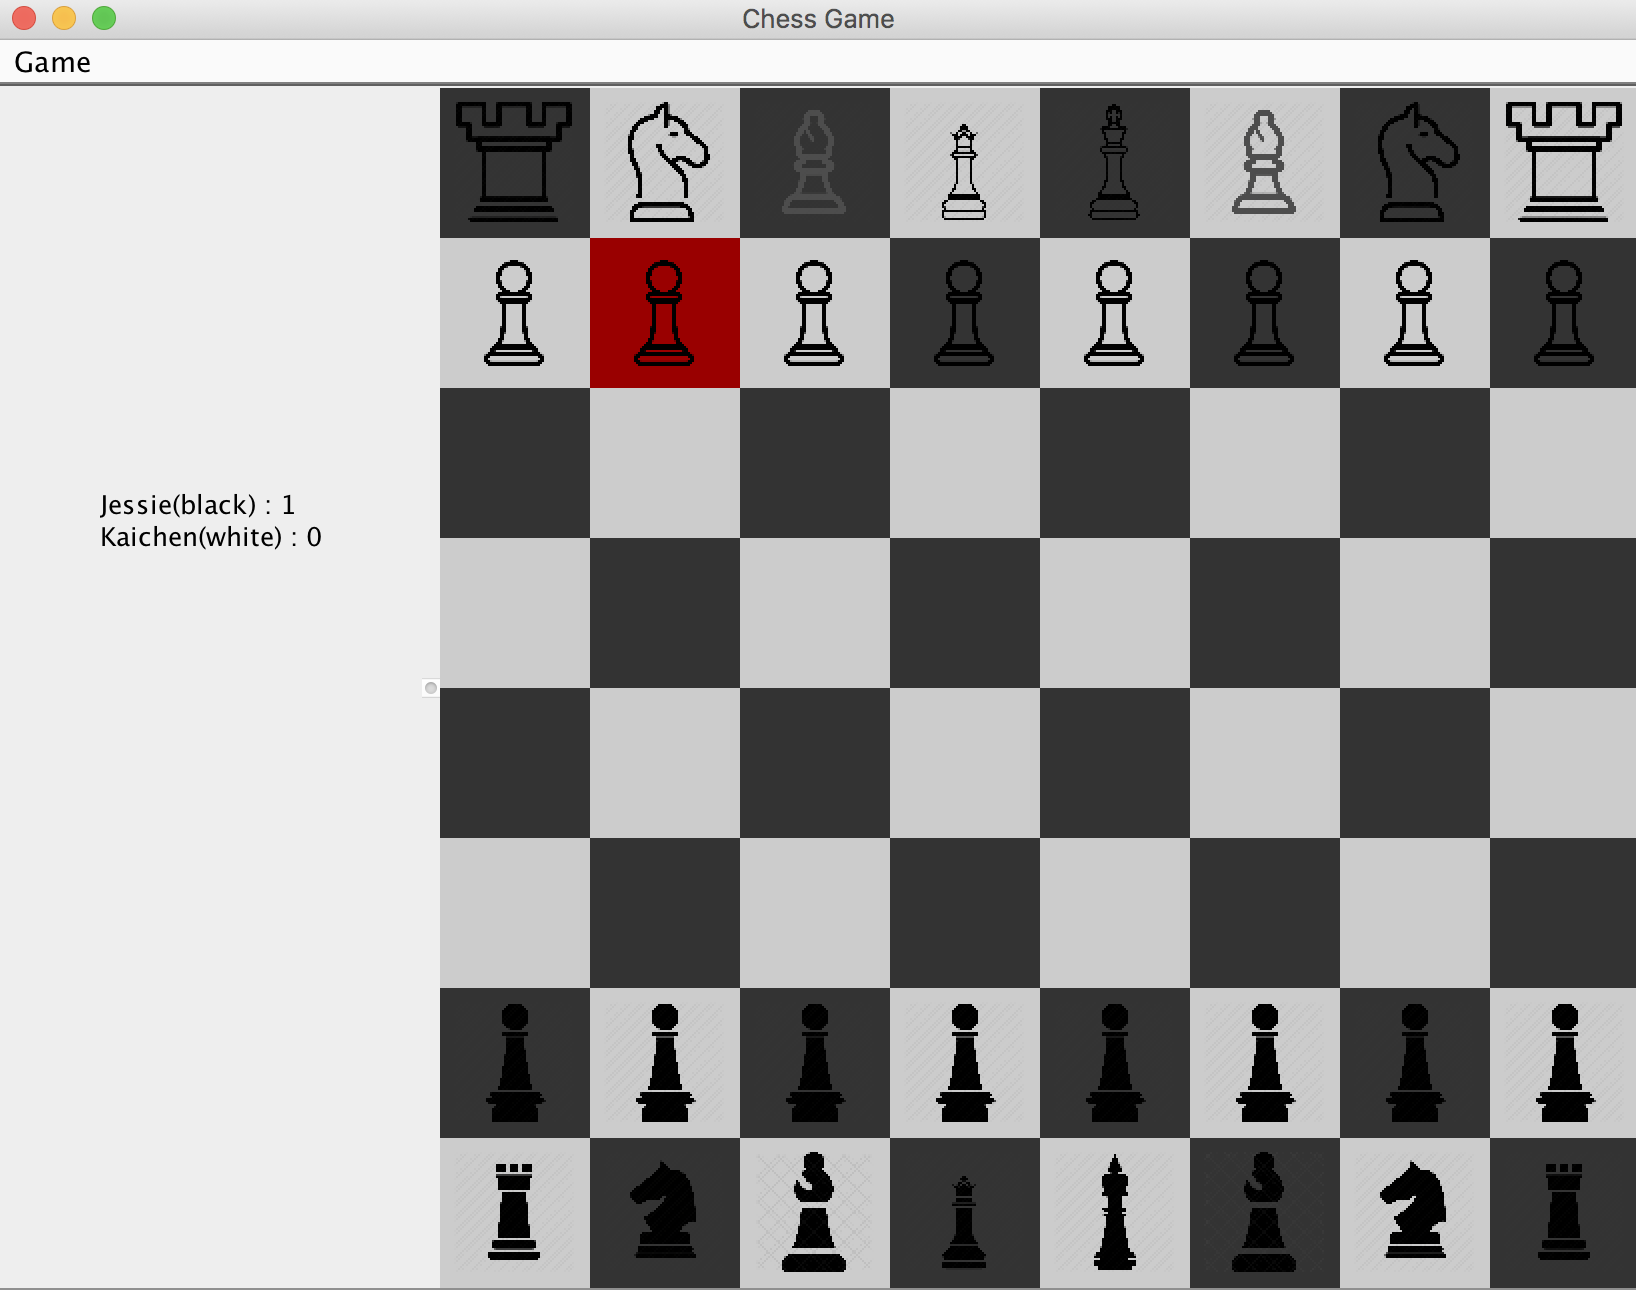 Chess Game
Game
Jessie(black) : 1
Kaichen(white) : 0